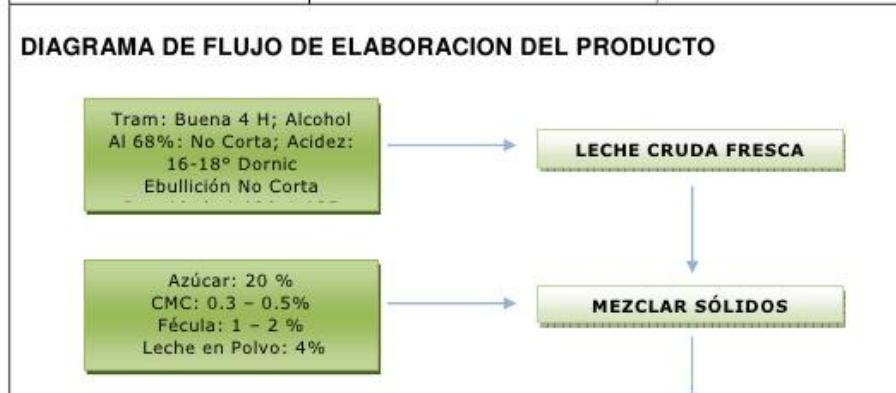 DIAGRAMA DE FLUJO DE ELABORACION DEL PRODUCTO
Tram: Buena 4 H; Alcohol
Al 68%: No Corta; Acidez:
16-18° Dornic
Ebullición No Corta
LECHE CRUDA FRESCA
Azúcar: 20 %
CMC: 0.3 – 0.5%
Fécula: 1 – 2 %
Leche en Polvo: 4%
MEZCLAR SÓLIDOS